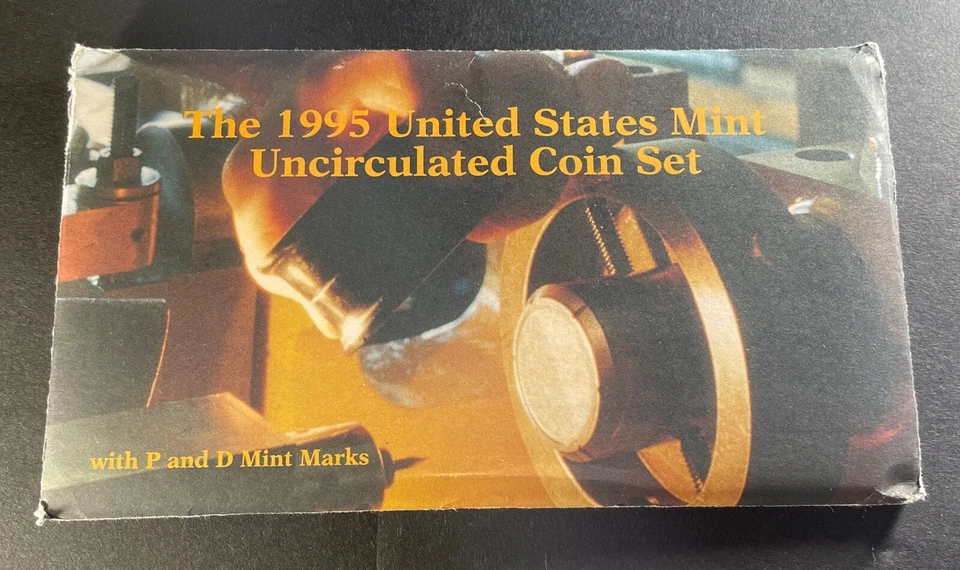 The 1995 United States Mint
Uncirculated Coin Set
with P and D Mint Marks